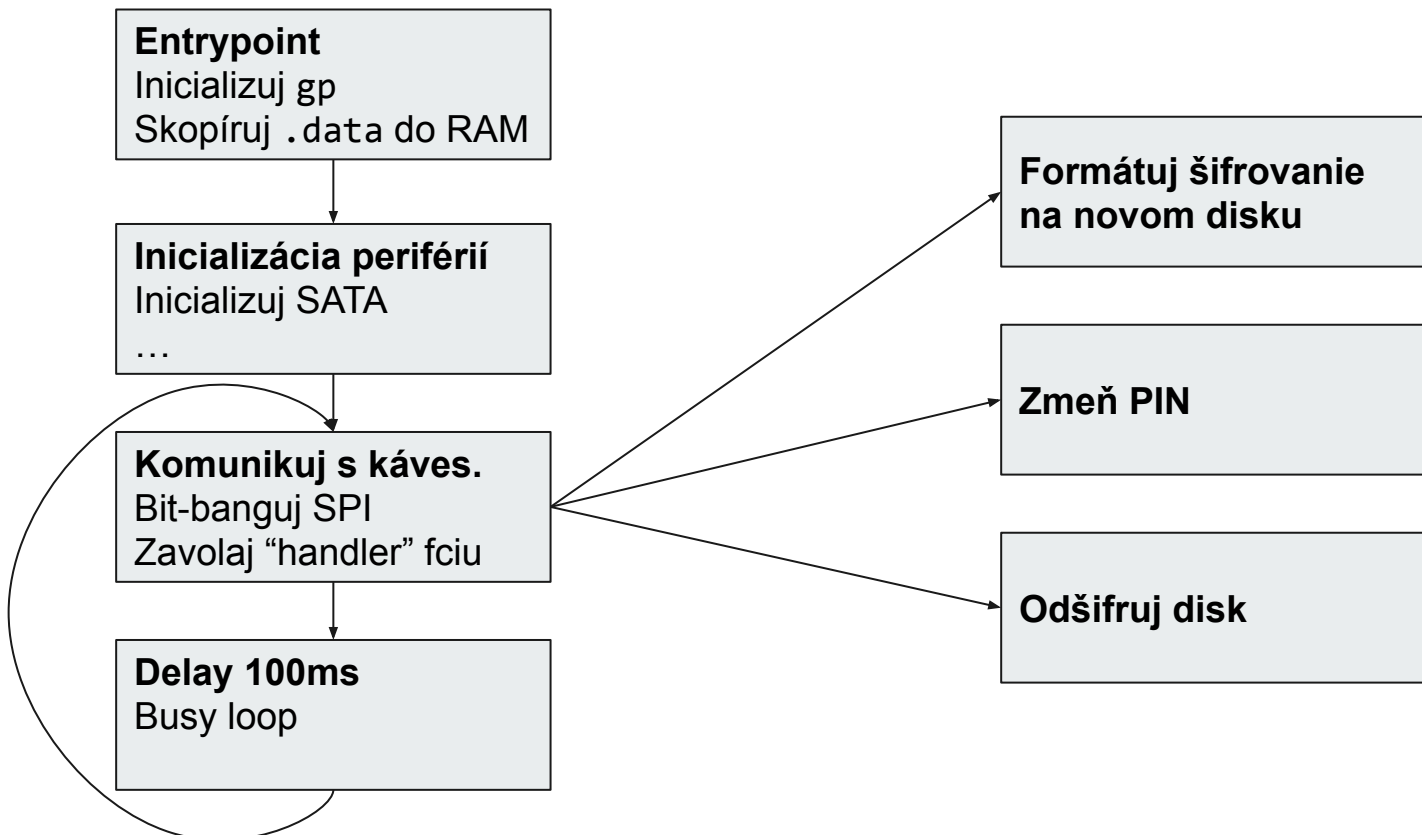 Entrypoint
Inicializuj gp
Skopíruj .data do RAM
Inicializácia periférií
Inicializuj SATA
…
Komunikuj s káves.
Bit-banguj SPI
Zavolaj “handler” fciu
Delay 100ms
Busy loop
Formátuj šifrovanie
na novom disku
Zmeň PIN
Odšifruj disk